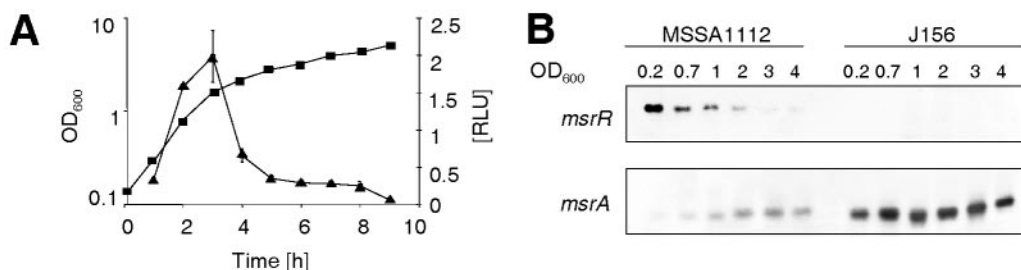 A
10
1
0.1
OD600
0 2 4 6 8 10
Time [h]
2.5
2
1.5
1
0.5
0
[RLU]
B
MSSA1112 J156
OD600 0.2 0.7 1 2 3 4 0.2 0.7 1 2 3 4
msrR
msrA